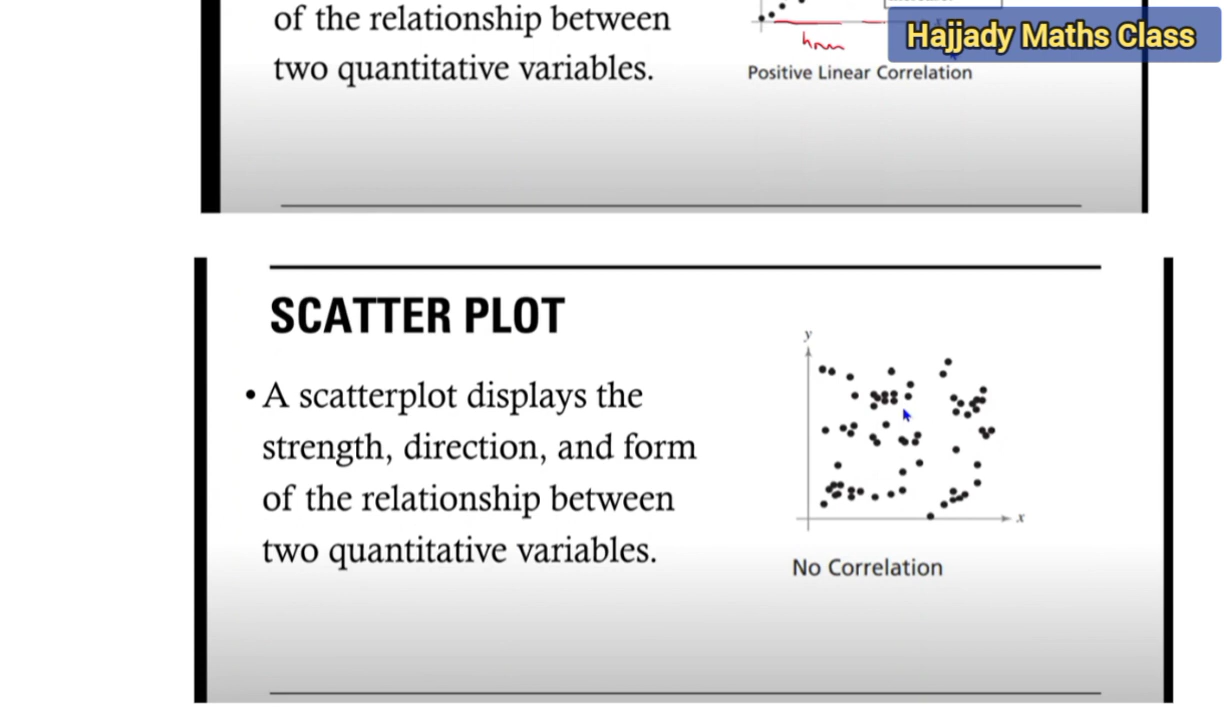 of the relationship between
two quantitative variables.
Hajjady Maths Class
Positive Linear Correlation
SCATTER PLOT
• A scatterplot displays the
strength, direction, and form
of the relationship between
two quantitative variables.
y
x
No Correlation